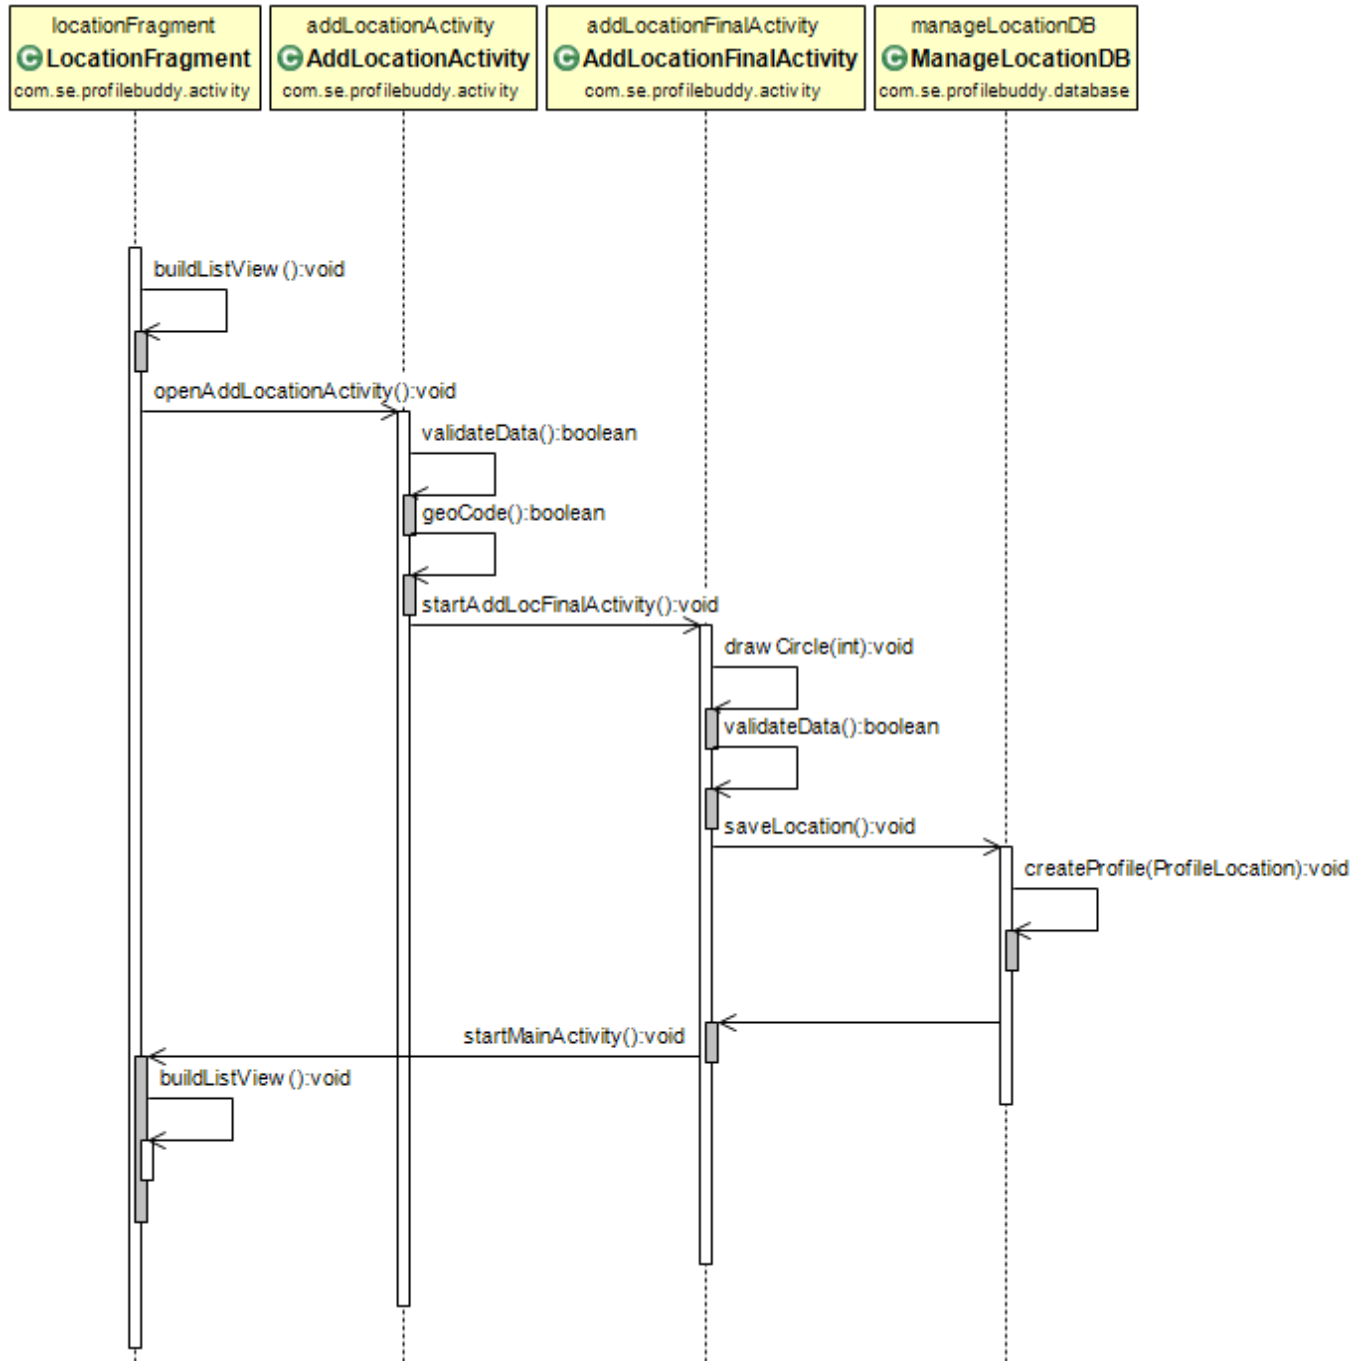 locationFragment
C LocationFragment
com.se.profilebuddy.activity
addLocationActivity
C AddLocationActivity
com.se.profilebuddy.activity
addLocationFinalActivity
C AddLocationFinalActivity
com.se.profilebuddy.activity
manageLocationDB
C ManageLocationDB
com.se.profilebuddy.database
buildListView():void
openAddLocationActivity():void
validateData():boolean
geoCode():boolean
startAddLocFinalActivity():void
drawCircle(int):void
validateData():boolean
saveLocation():void
createProfile(ProfileLocation):void
startMainActivity():void
buildListView():void